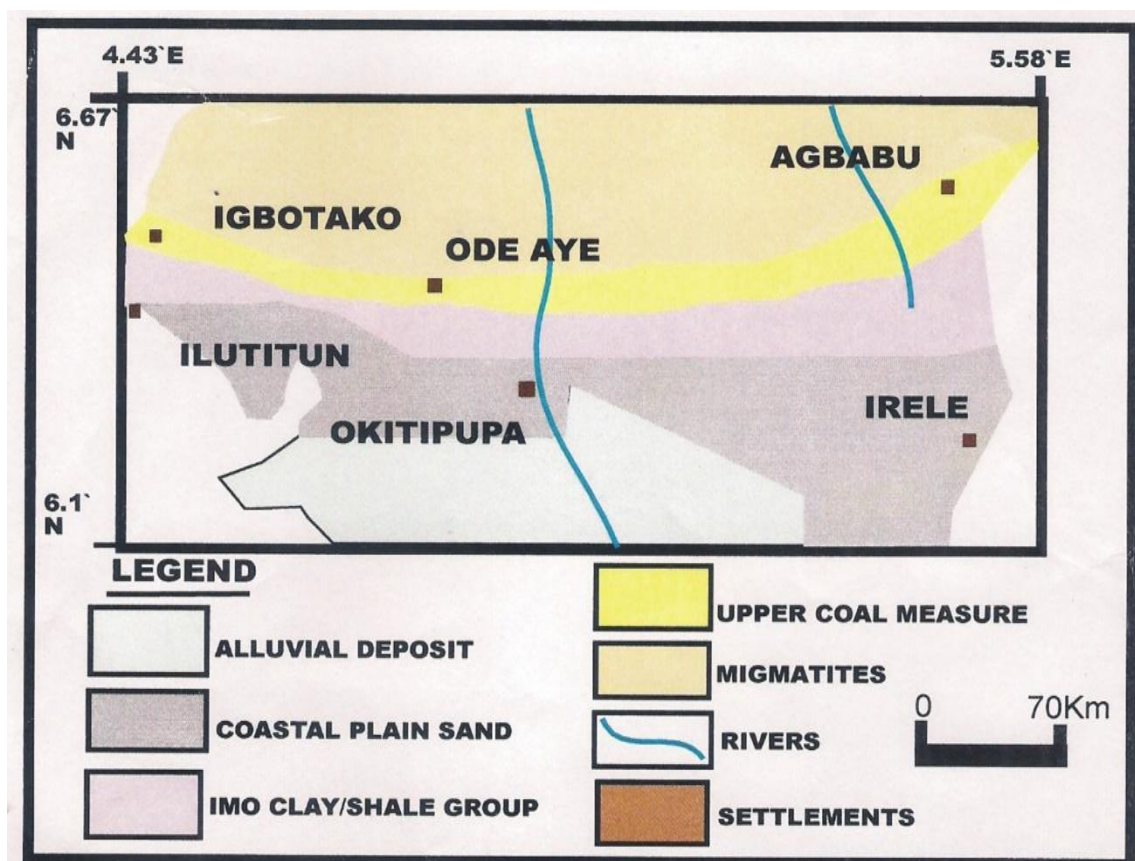 4.43`E
5.58`E
6.67`
N
AGBABU
IGBOTAKO
ODE AYE
ILUTITUN
IRELE
OKITIPUPA
6.1`
N
LEGEND
ALLUVIAL DEPOSIT
COASTAL PLAIN SAND
IMO CLAY/SHALE GROUP
UPPER COAL MEASURE
MIGMATITES
RIVERS
SETTLEMENTS
0 70Km